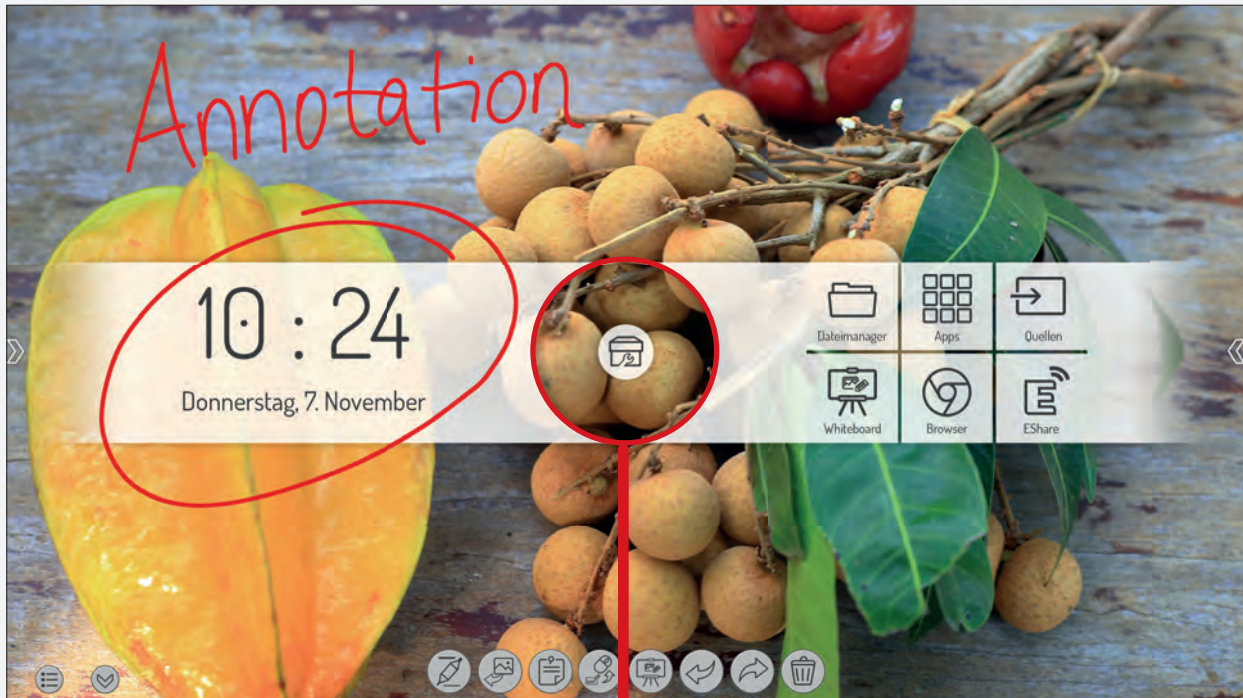 Annotation
10 : 24
Donnerstag, 7. November
Dateimanager Apps Quellen
Whiteboard Browser EShare